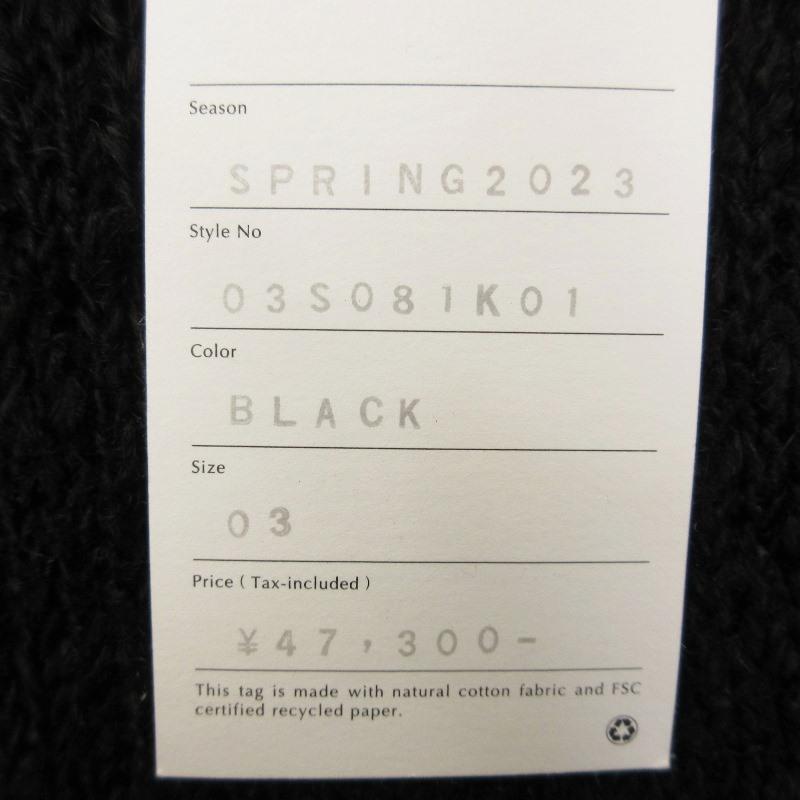 Season
SPRING2023
Style No
03S081K01
Color
BLACK
Size
03
Price ( Tax-included )
¥47,300-
This tag is made with natural cotton fabric and FSC
certified recycled paper.